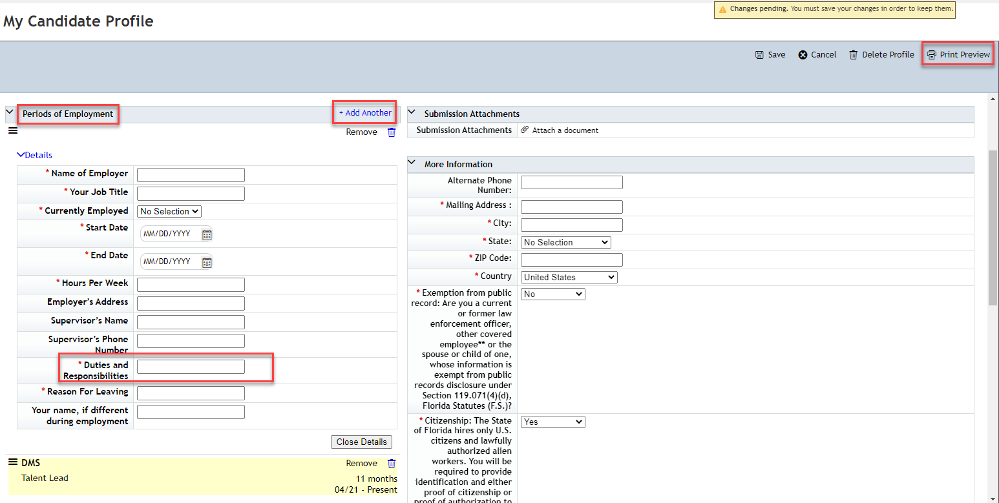 Changes pending. You must save your changes in order to keep them.
My Candidate Profile
Save
Cancel
Delete Profile
Print Preview
Periods of Employment
+ Add Another
Remove
Details
* Name of Employer
* Your Job Title
* Currently Employed
No Selection
* Start Date
MM/DD/YYYY
* End Date
MM/DD/YYYY
* Hours Per Week
Employer's Address
Supervisor's Name
Supervisor's Phone
Number
* Duties and
Responsibilities
* Reason For Leaving
Your name, if different
during employment
Close Details
DMS
Remove
Talent Lead
11 months
04/21 - Present
Submission Attachments
Submission Attachments
Attach a document
More Information
Alternate Phone
Number:
* Mailing Address :
* City:
* State:
No Selection
* ZIP Code:
* Country
United States
* Exemption from public
record: Are you a current
or former law
enforcement officer,
other covered
employee** or the
spouse or child of one,
whose information is
exempt from public
records disclosure under
Section 119.071(4)(d),
Florida Statutes (F.S.)?
No
* Citizenship: The State
of Florida hires only U.S.
citizens and lawfully
authorized alien
workers. You will be
required to provide
identification and either
proof of citizenship or
proof of authorization to
Yes